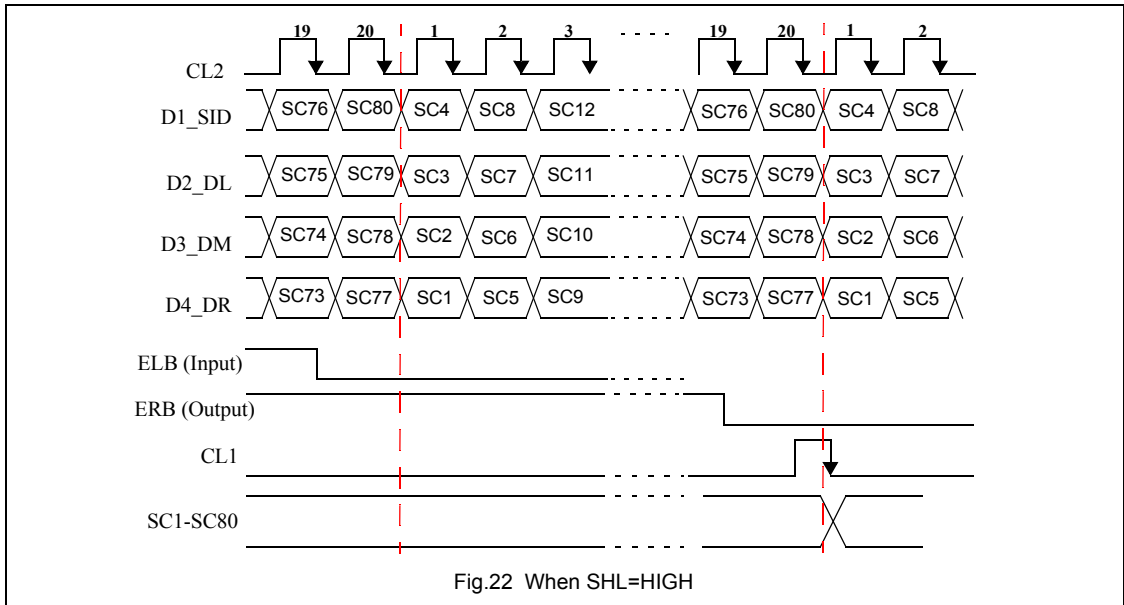 19 20 1 2 3 19 20 1 2
CL2
D1_SID SC76 SC80 SC4 SC8 SC12 SC76 SC80 SC4 SC8
D2_DL SC75 SC79 SC3 SC7 SC11 SC75 SC79 SC3 SC7
D3_DM SC74 SC78 SC2 SC6 SC10 SC74 SC78 SC2 SC6
D4_DR SC73 SC77 SC1 SC5 SC9 SC73 SC77 SC1 SC5
ELB (Input)
ERB (Output)
CL1
SC1-SC80
Fig.22 When SHL=HIGH